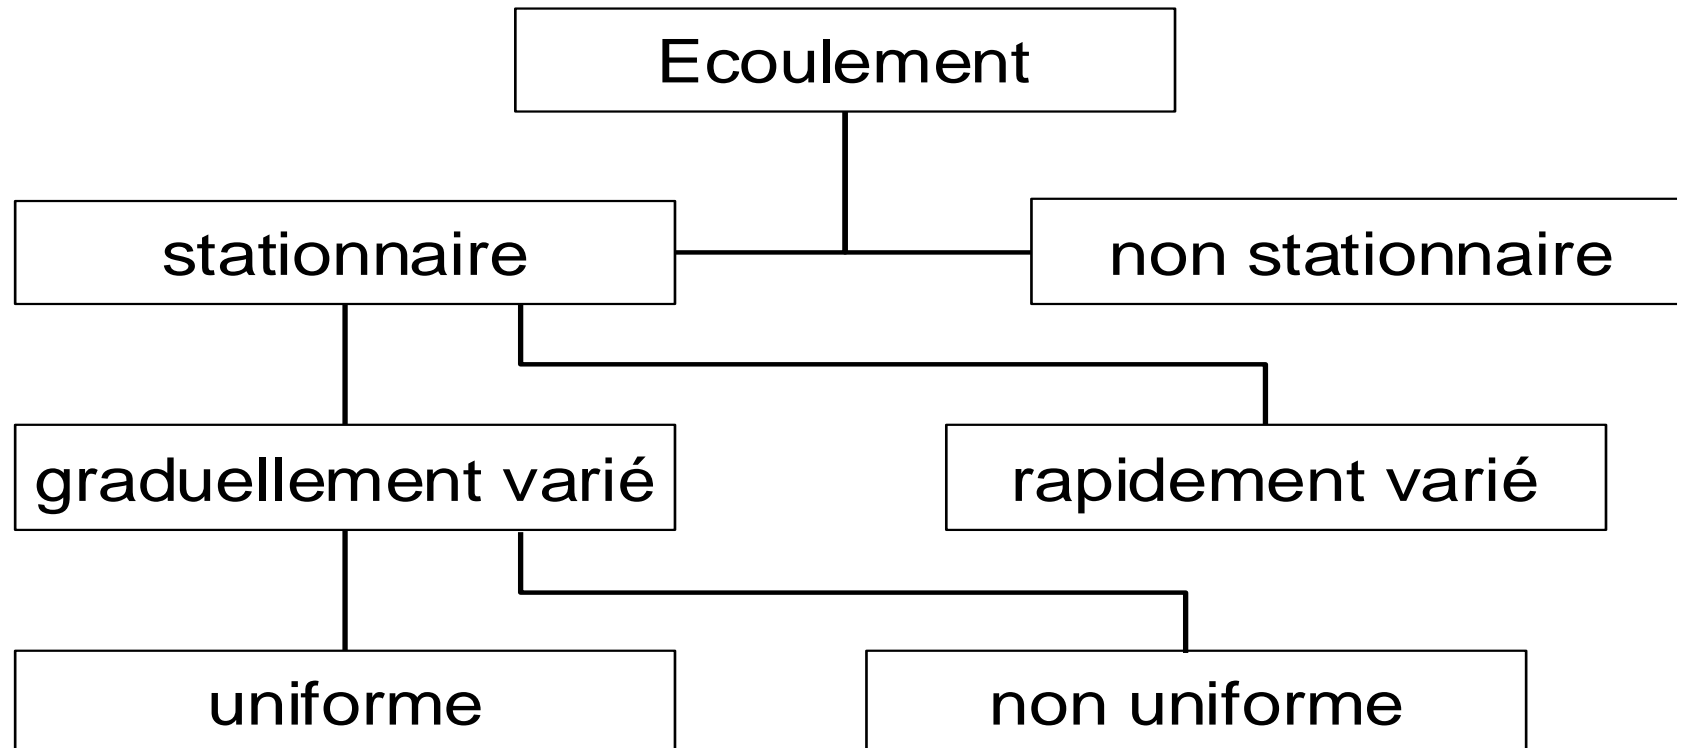 Ecoulement
stationnaire
non stationnaire
graduellement varié
rapidement varié
uniforme
non uniforme